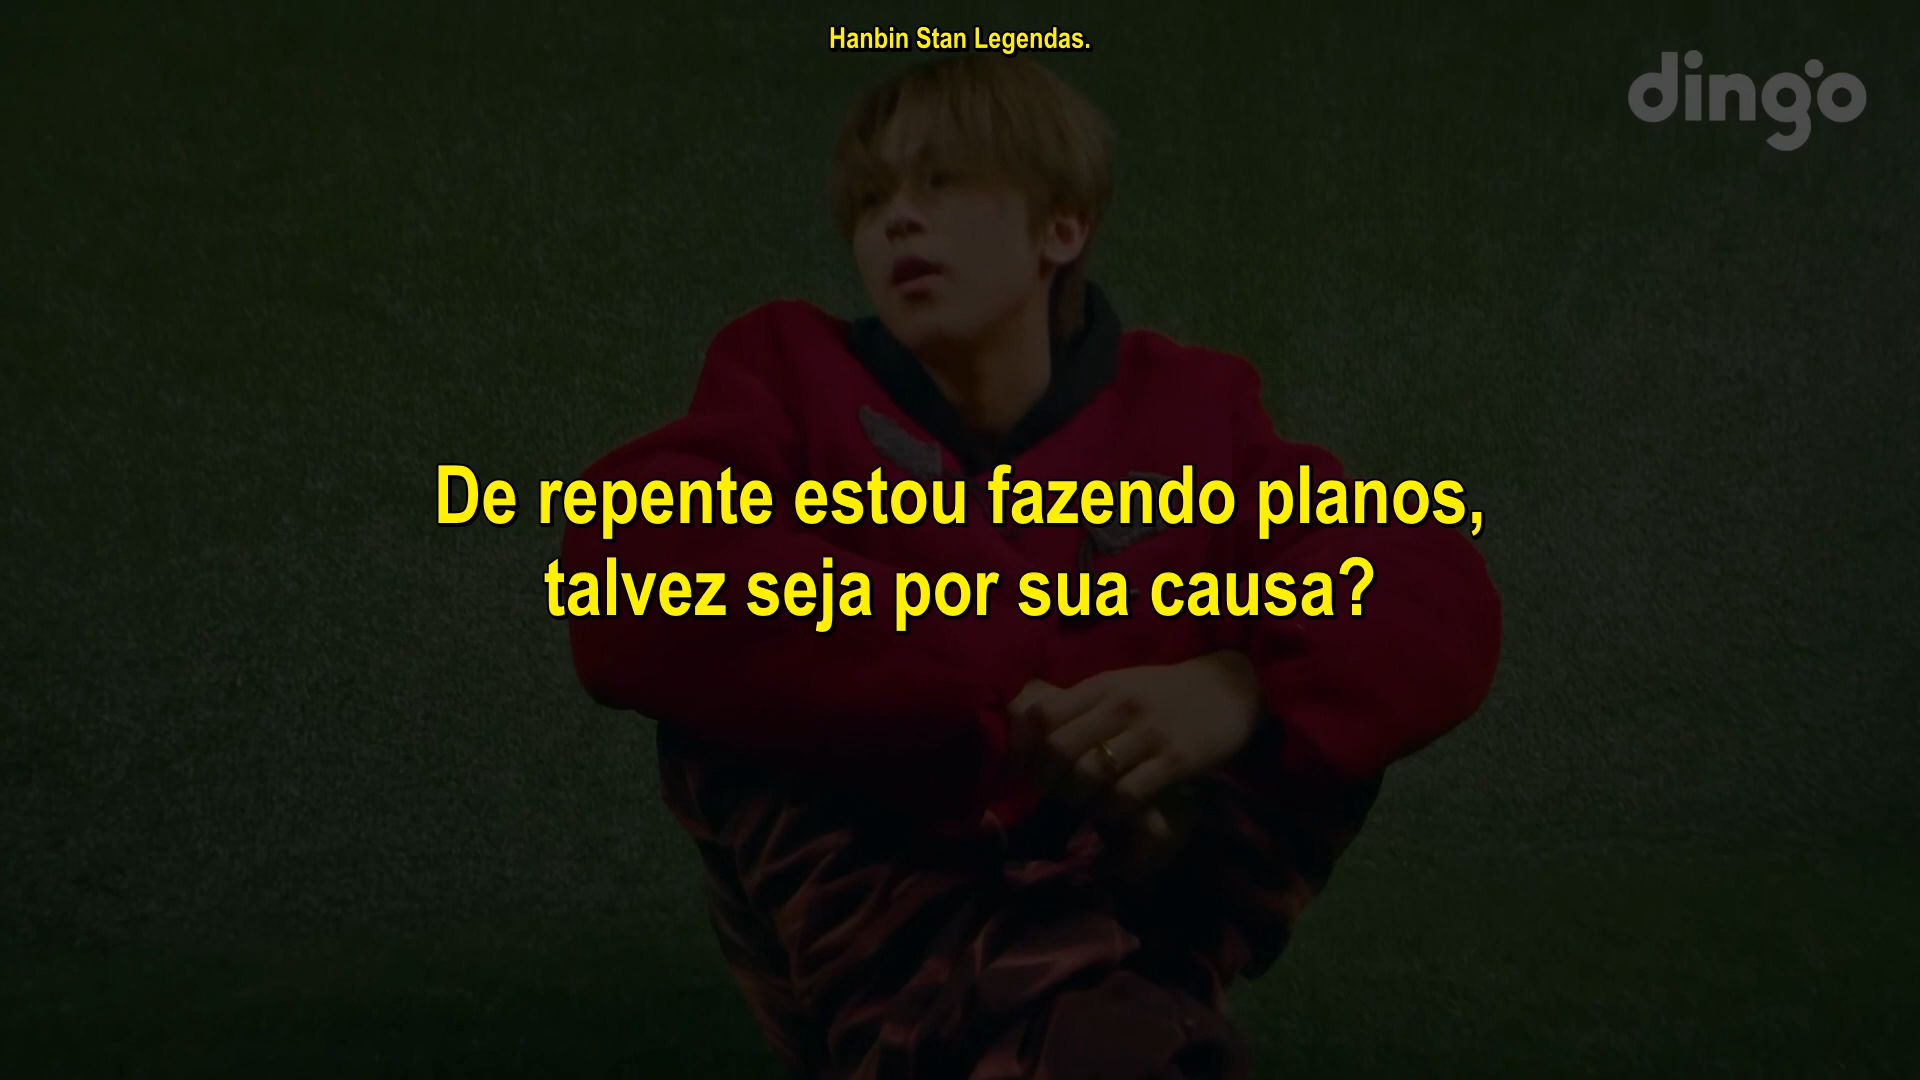 Hanbin Stan Legendas.
dingo
De repente estou fazendo planos,
talvez seja por sua causa?